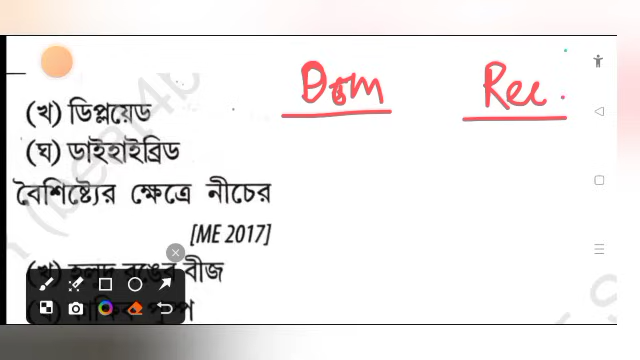 Dom Rec.
(খ) ডিপ্লয়েড
(ঘ) ডাইহাইব্রিড
বৈশিষ্ট্যের ক্ষেত্রে নীচের
[ME 2017]
(খ) হলুদ রঙের বীজ